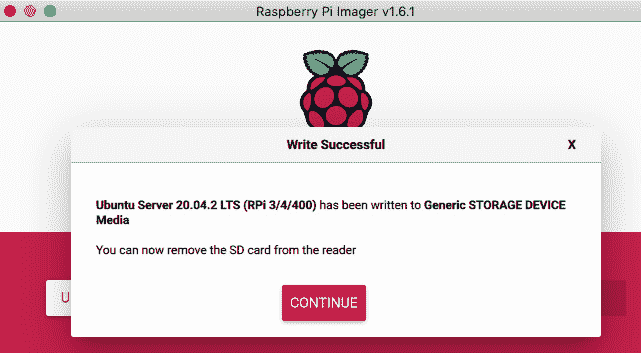 Raspberry Pi Imager v1.6.1
Write Successful X
Ubuntu Server 20.04.2 LTS (RPi 3/4/400) has been written to Generic STORAGE DEVICE
Media
You can now remove the SD card from the reader
U
CONTINUE